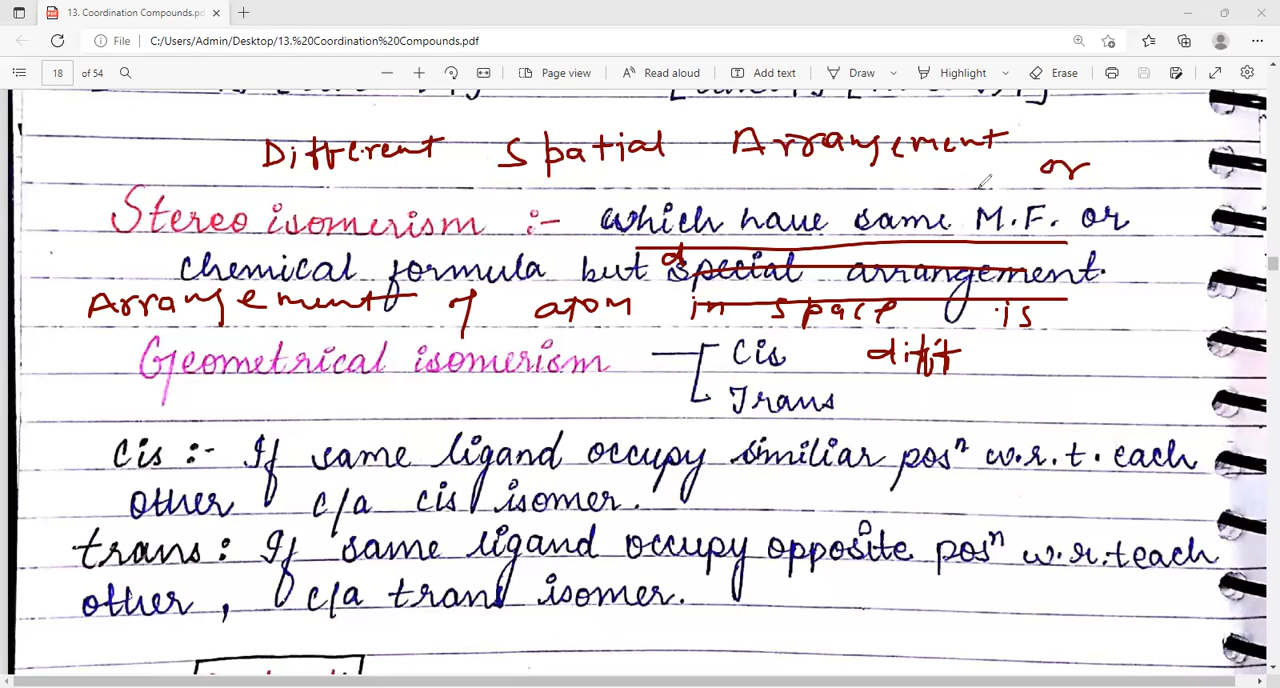 13. Coordination Compounds.pd
File
C:/Users/Admin/Desktop/13.%20Coordination%20Compounds.pdf
18 of 54
Page view
Read aloud
Add text
Draw
Highlight
Erase
Different Spatial Arrangement
or
Stereo isomerism :- which have same M.F. or
chemical formula but special arrangement.
Arrangement of atom in space is
diff
Geometrical isomerism
Cis
Trans
Cis :- If same ligand occupy similiar posⁿ w.r.t. each
other c/a cis isomer.
trans : If same ligand occupy opposite posⁿ w.r.t each
other, c/a trans isomer.